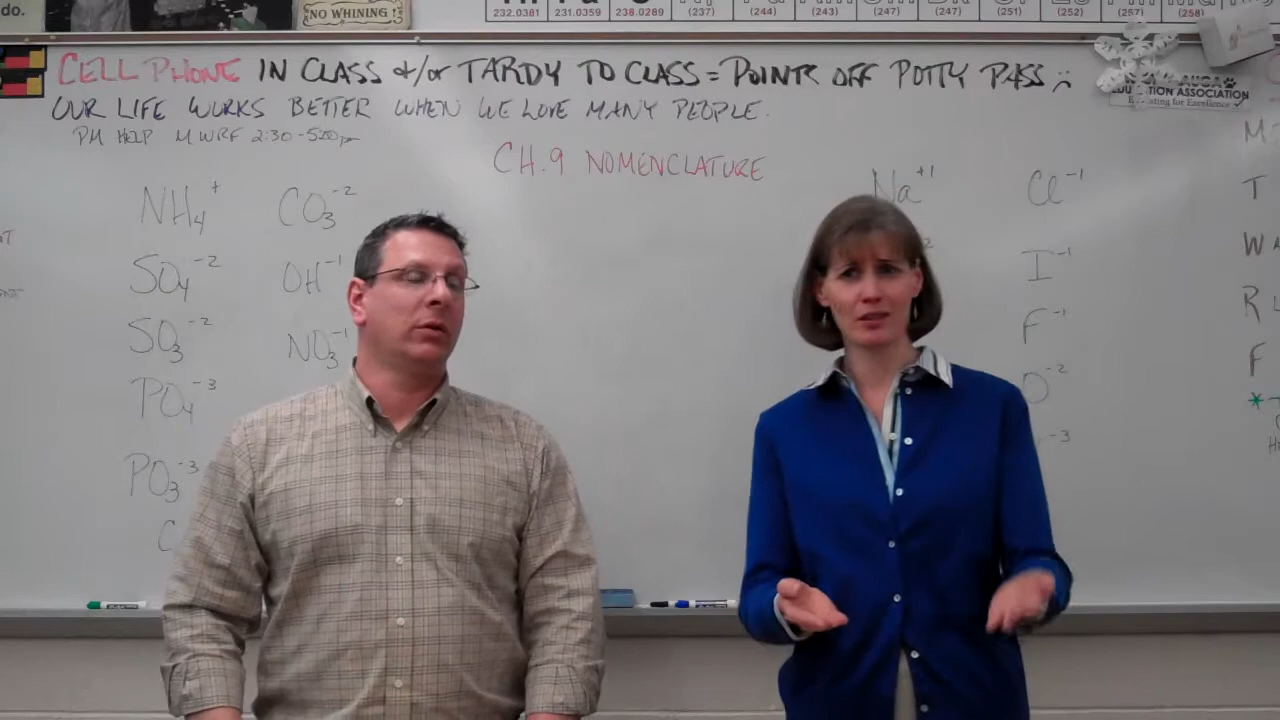 do.
NO WHINING!
232.0381 231.0359 238.0289 (237) (244) (243) (247) (247) (251) (252) (257) (258)
CELL PHONE IN CLASS +/or TARDY TO CLASS = POINTS OFF POTTY PASS :(
OUR LIFE WORKS BETTER WHEN WE LOVE MANY PEOPLE.
PM HELP MWRF 2:30-5:00pm
EDUCATION ASSOCIATION
CH.9 NOMENCLATURE
NH4+ CO3-2 Na+1 Cl-1
SO4-2 OH-1 I-1
SO3-2 NO3-1 F-1
PO4-3 O-2
PO3-3 -3
C
M
T
W
R
F